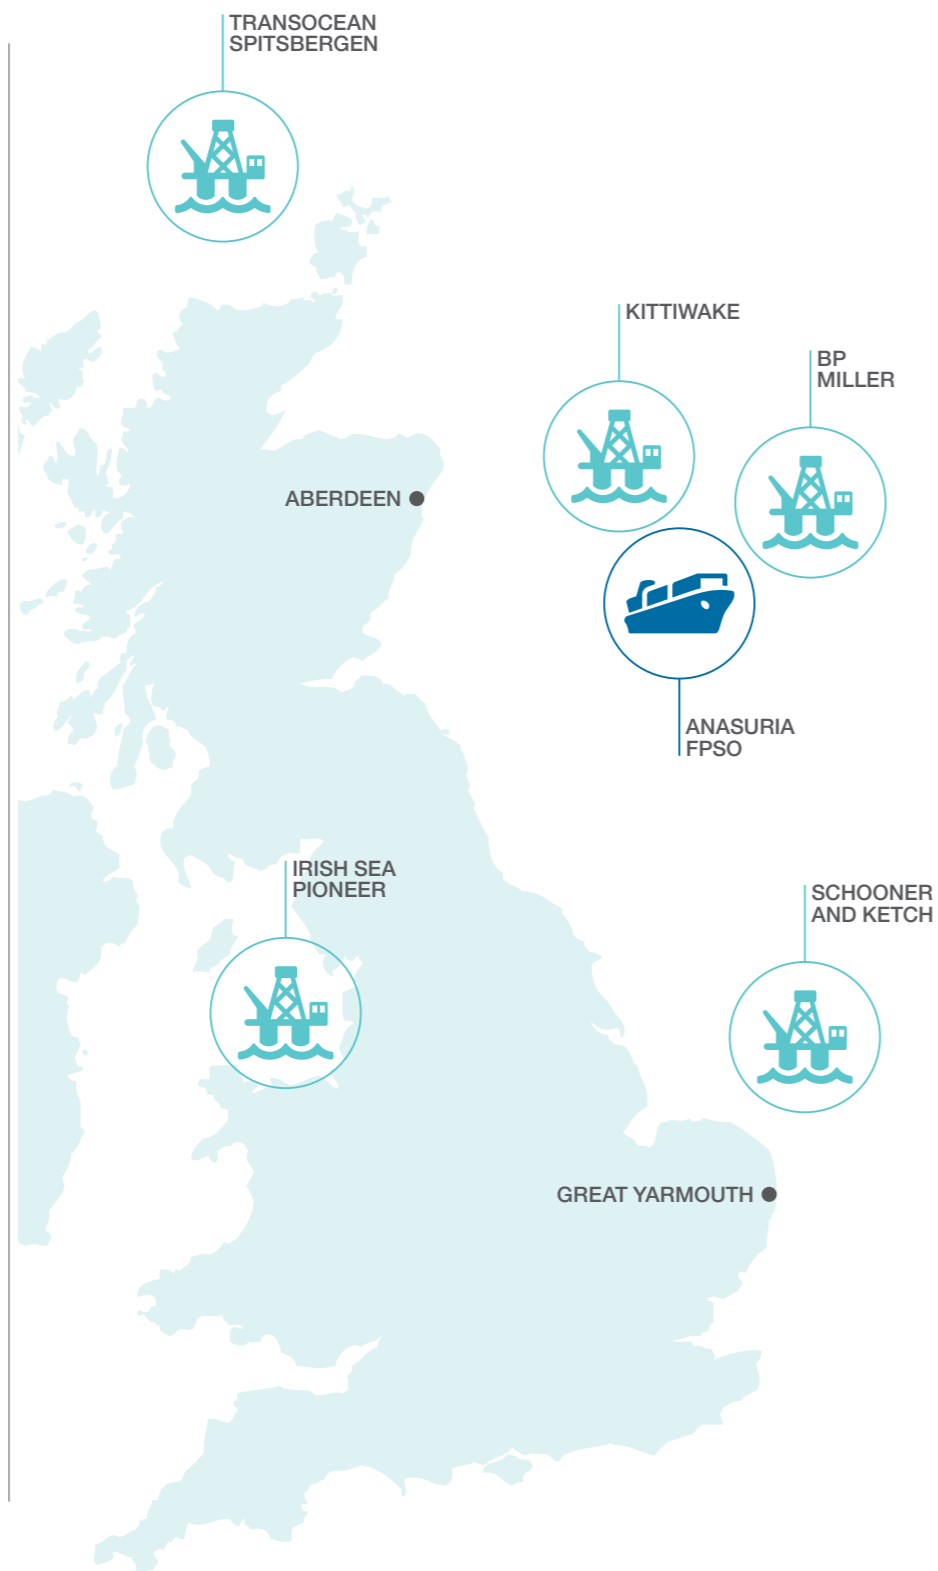 TRANSOCEAN
SPITSBERGEN
KITTIWAKE
BP
MILLER
ABERDEEN
ANASURIA
FPSO
IRISH SEA
PIONEER
SCHOONER
AND KETCH
GREAT YARMOUTH